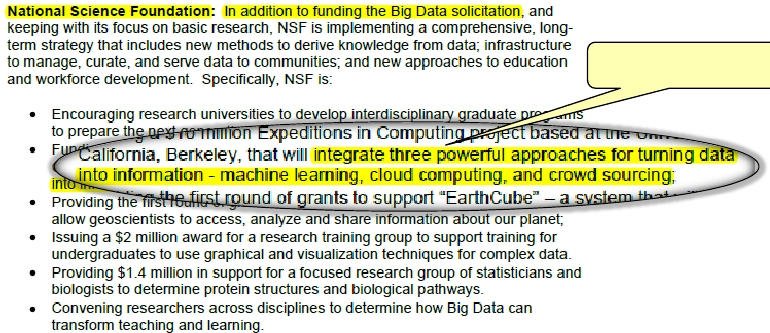 National Science Foundation: In addition to funding the Big Data solicitation, and
keeping with its focus on basic research, NSF is implementing a comprehensive, long-
term strategy that includes new methods to derive knowledge from data; infrastructure
to manage, curate, and serve data to communities; and new approaches to education
and workforce development. Specifically, NSF is:
• Encouraging research universities to develop interdisciplinary graduate programs
to prepare the next
million Expeditions in Computing project based at the
• California, Berkeley, that will integrate three powerful approaches for turning data
into information - machine learning, cloud computing, and crowd sourcing;
the first round of grants to support “EarthCube” – a system that
• Providing the first
allow geoscientists to access, analyze and share information about our planet;
• Issuing a $2 million award for a research training group to support training for
undergraduates to use graphical and visualization techniques for complex data.
• Providing $1.4 million in support for a focused research group of statisticians and
biologists to determine protein structures and biological pathways.
• Convening researchers across disciplines to determine how Big Data can
transform teaching and learning.